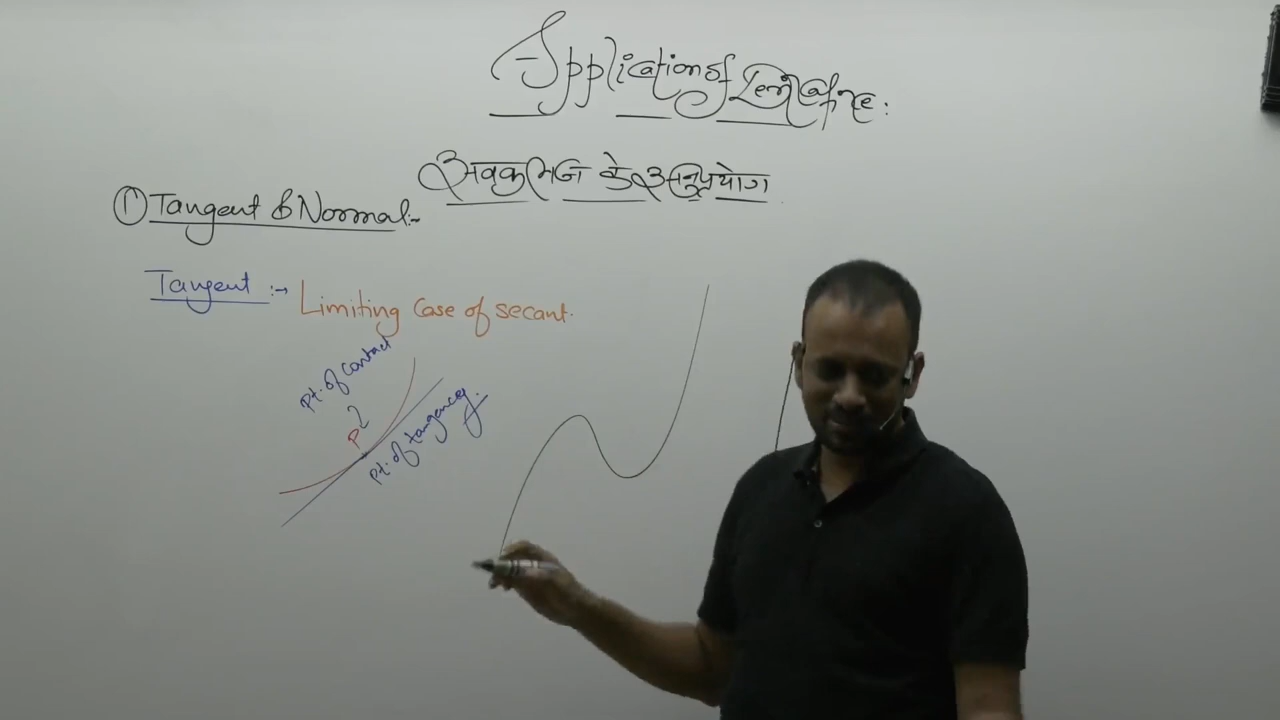 Application of Derivative:
अवकलन के अनुप्रयोग
① Tangent & Normal:-
Tangent :→ Limiting Case of secant.
Pt. of Contact
P
Pt. of tangency